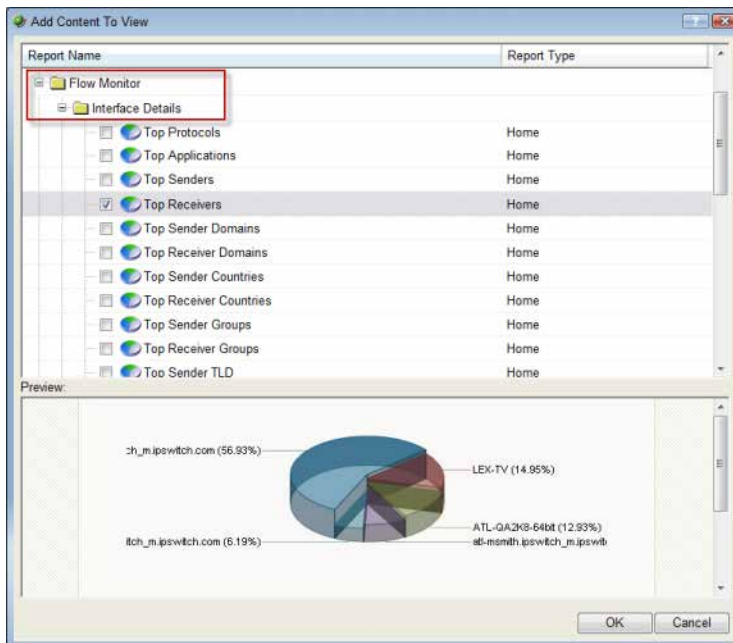 Add Content To View
Report Name Report Type
Flow Monitor
Interface Details
Top Protocols Home
Top Applications Home
Top Senders Home
Top Receivers Home
Top Sender Domains Home
Top Receiver Domains Home
Top Sender Countries Home
Top Receiver Countries Home
Top Sender Groups Home
Top Receiver Groups Home
Top Sender TLD Home
Preview:
ch_m.ipswitch.com (56.93%)
LEX-TV (14.95%)
ATL-QA2K8-64bit (12.93%)
itch_m.ipswitch.com (6.19%)
atl-msmith.ipswitch_m.ipswitc
OK Cancel